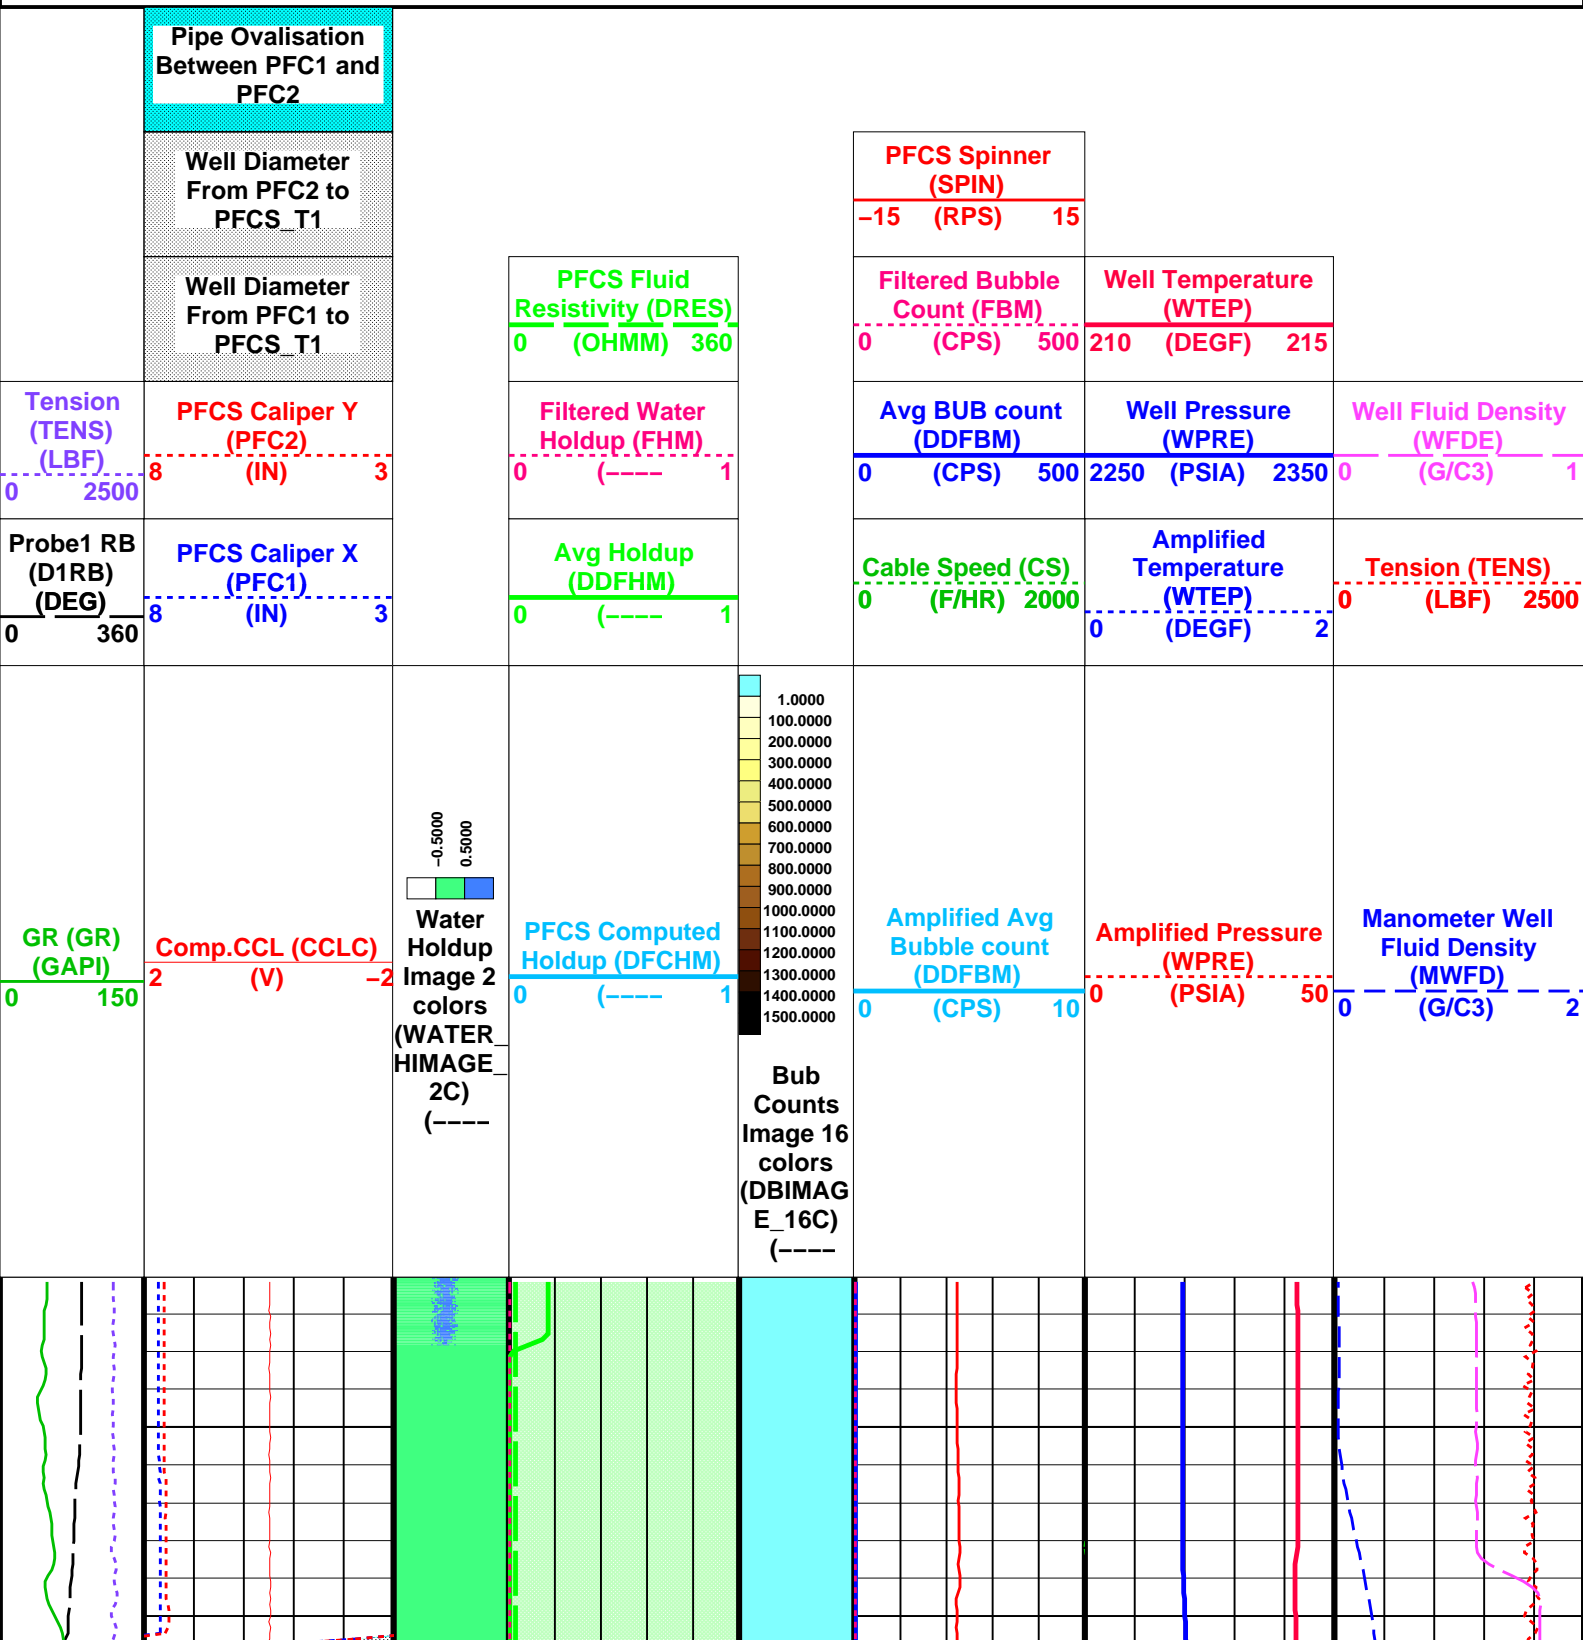 Pipe Ovalisation
Between PFC1 and
PFC2
Well Diameter
From PFC2 to
PFCS_T1
PFCS Spinner
(SPIN)
−15 (RPS) 15
Well Diameter
From PFC1 to
PFCS_T1
PFCS Fluid
Resistivity (DRES)
0 (OHMM) 360
Filtered Bubble
Count (FBM)
0 (CPS) 500
Well Temperature
(WTEP)
210 (DEGF) 215
Tension
(TENS)
(LBF)
0 2500
PFCS Caliper Y
(PFC2)
8 (IN) 3
Filtered Water
Holdup (FHM)
0 (−−−− 1
Avg BUB count
(DDFBM)
0 (CPS) 500
Well Pressure
(WPRE)
2250 (PSIA) 2350
Well Fluid Density
(WFDE)
0 (G/C3) 1
Probe1 RB
(D1RB)
(DEG)
0 360
PFCS Caliper X
(PFC1)
8 (IN) 3
Avg Holdup
(DDFHM)
0 (−−−− 1
Cable Speed (CS)
0 (F/HR) 2000
Amplified
Temperature
(WTEP)
0 (DEGF) 2
Tension (TENS)
0 (LBF) 2500
GR (GR)
(GAPI)
0 150
Comp.CCL (CCLC)
2 (V) −2
−0.5000
0.5000
Water
Holdup
Image 2
colors
(WATER_
HIMAGE_
2C)
(−−−−
PFCS Computed
Holdup (DFCHM)
0 (−−−− 1
1.0000
100.0000
200.0000
300.0000
400.0000
500.0000
600.0000
700.0000
800.0000
900.0000
1000.0000
1100.0000
1200.0000
1300.0000
1400.0000
1500.0000
Bub
Counts
Image 16
colors
(DBIMAG
E_16C)
(−−−−
Amplified Avg
Bubble count
(DDFBM)
0 (CPS) 10
Amplified Pressure
(WPRE)
0 (PSIA) 50
Manometer Well
Fluid Density
(MWFD)
0 (G/C3) 2